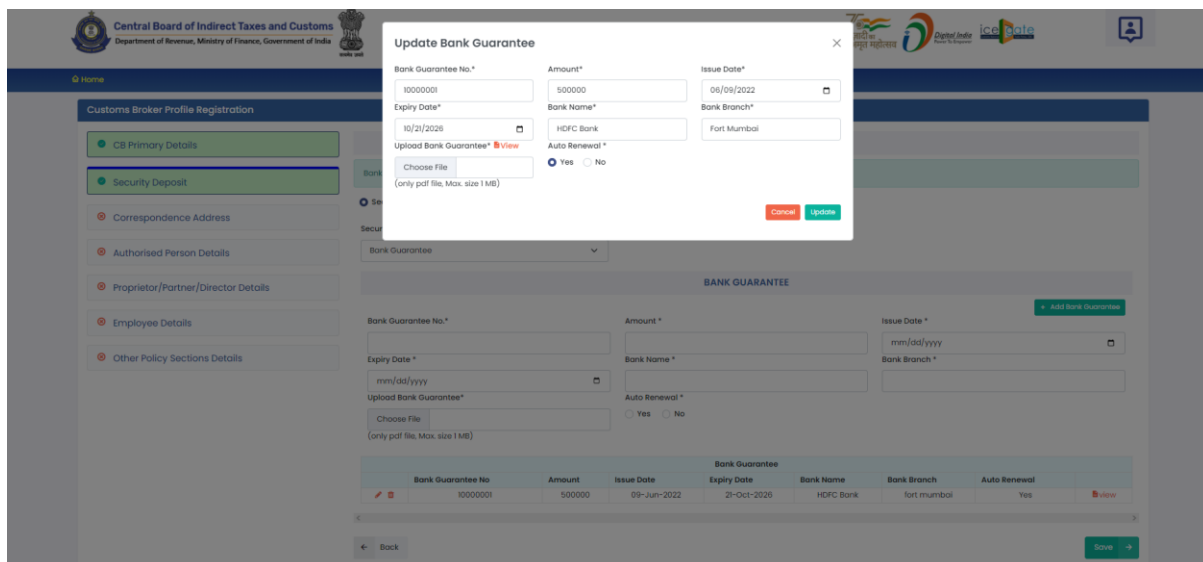 Central Board of Indirect Taxes and Customs
Department of Revenue, Ministry of Finance, Government of India
Digital India
Power To Empower
ice gate
Home
Customs Broker Profile Registration
CB Primary Details
Security Deposit
Correspondence Address
Authorised Person Details
Proprietor/Partner/Director Details
Employee Details
Other Policy Sections Details
Update Bank Guarantee
Bank Guarantee No.* Amount* Issue Date*
10000001 500000 06/09/2022
Expiry Date* Bank Name* Bank Branch*
10/21/2026 HDFC Bank Fort Mumbai
Upload Bank Guarantee* View Auto Renewal *
Choose File Yes No
(only pdf file, Max. size 1 MB)
Cancel Update
Bank
Se
Secur
Bank Guarantee
BANK GUARANTEE
+ Add Bank Guarantee
Bank Guarantee No.* Amount * Issue Date *
mm/dd/yyyy
Expiry Date * Bank Name * Bank Branch *
mm/dd/yyyy
Upload Bank Guarantee* Auto Renewal *
Choose File Yes No
(only pdf file, Max. size 1 MB)
Bank Guarantee
Bank Guarantee No Amount Issue Date Expiry Date Bank Name Bank Branch Auto Renewal
10000001 500000 09-Jun-2022 21-Oct-2026 HDFC Bank fort mumbai Yes View
← Back
Save →